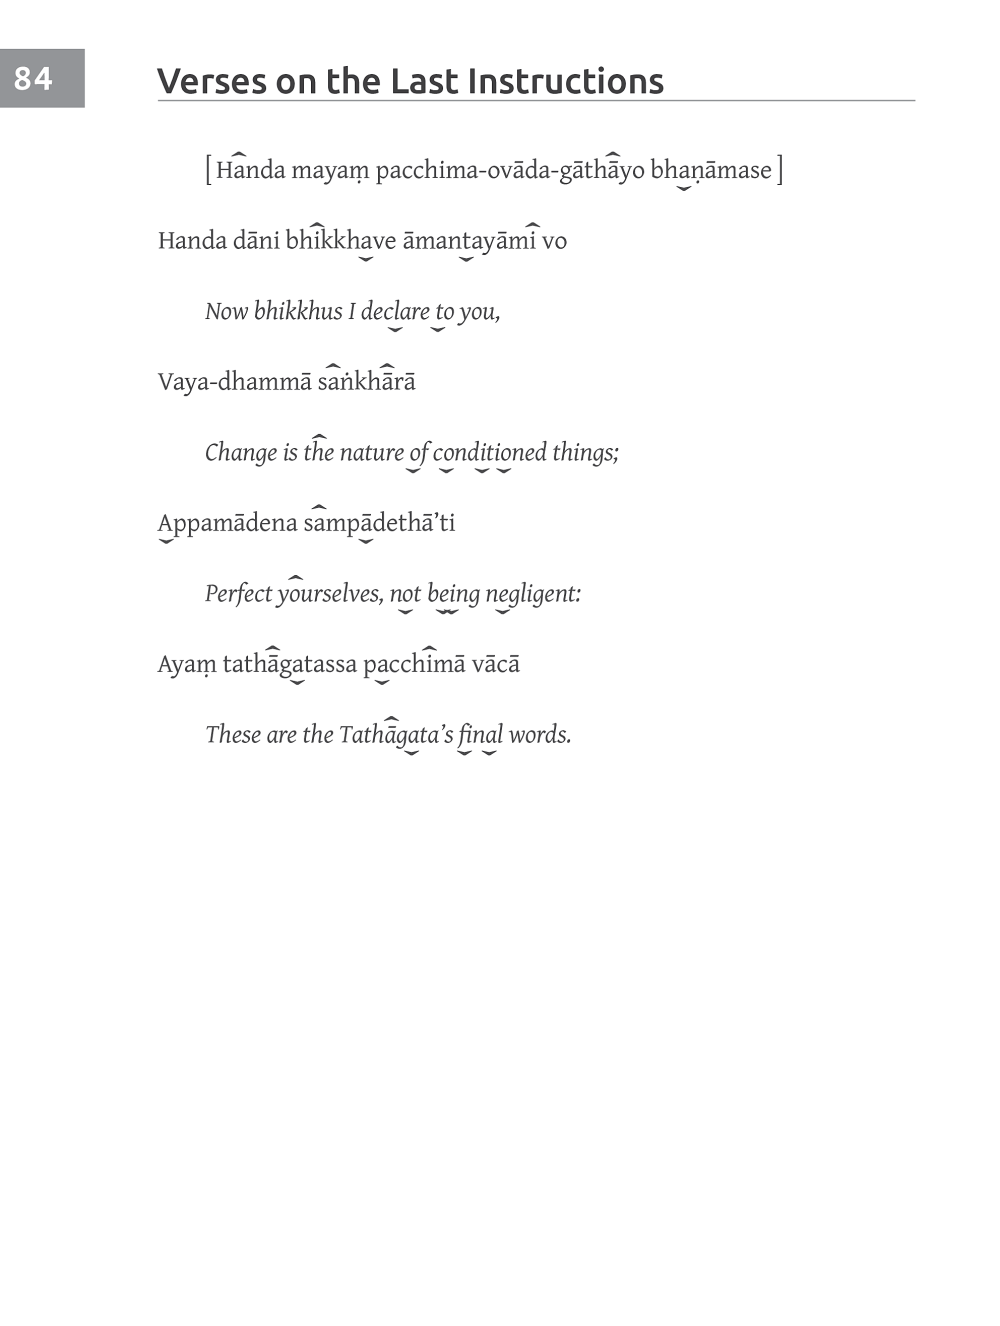 84
Verses on the Last Instructions
[ Handa mayaṃ pacchima-ovāda-gāthāyo bhaṇāmase ]
Handa dāni bhikkhave āmantayāmi vo
Now bhikkhus I declare to you,
Vaya-dhammā saṅkhārā
Change is the nature of conditioned things;
Appamādena sampādethā’ti
Perfect yourselves, not being negligent:
Ayaṃ tathāgatassa pacchimā vācā
These are the Tathāgata’s final words.